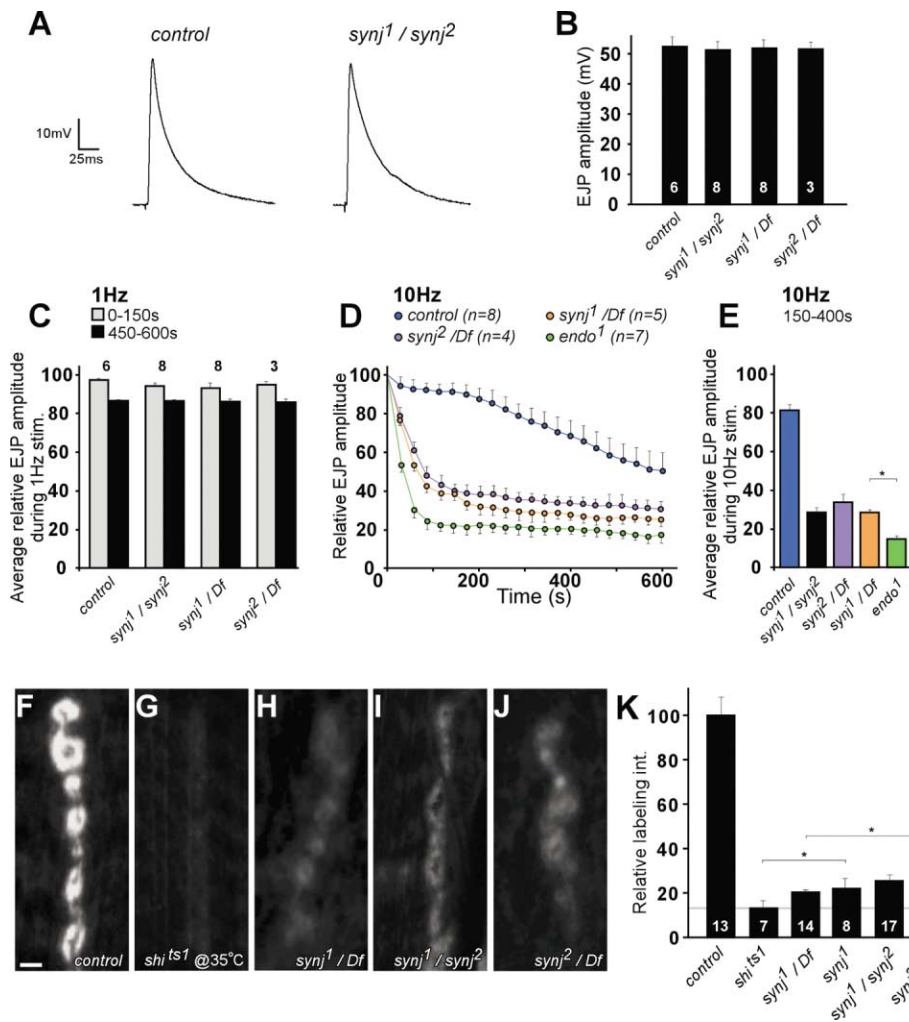 A
control
synj1 / synj2
10mV
25ms
B
EJP amplitude (mV)
50
40
30
20
10
0
6
8
8
3
control
synj1 / synj2
synj1 / Df
synj2 / Df
C
1Hz
0-150s
450-600s
Average relative EJP amplitude
during 1Hz stim.
100
80
60
40
20
0
6
8
8
3
control
synj1 / synj2
synj1 / Df
synj2 / Df
D
10Hz
control (n=8)
synj1 /Df (n=5)
synj2 /Df (n=4)
endo1 (n=7)
Relative EJP amplitude
100
80
60
40
20
0
0
200
400
600
Time (s)
E
10Hz
150-400s
Average relative EJP amplitude
during 10Hz stim.
100
80
60
40
20
0
*
control
synj1 / synj2
synj2 / Df
synj1 / Df
endo1
F
control
G
shi ts1 @35°C
H
synj1 / Df
I
synj1 / synj2
J
synj2 / Df
K
Relative labeling int.
100
80
60
40
20
0
*
*
13
7
14
8
17
control
shi ts1
synj1 / Df
synj1
synj1 / synj2